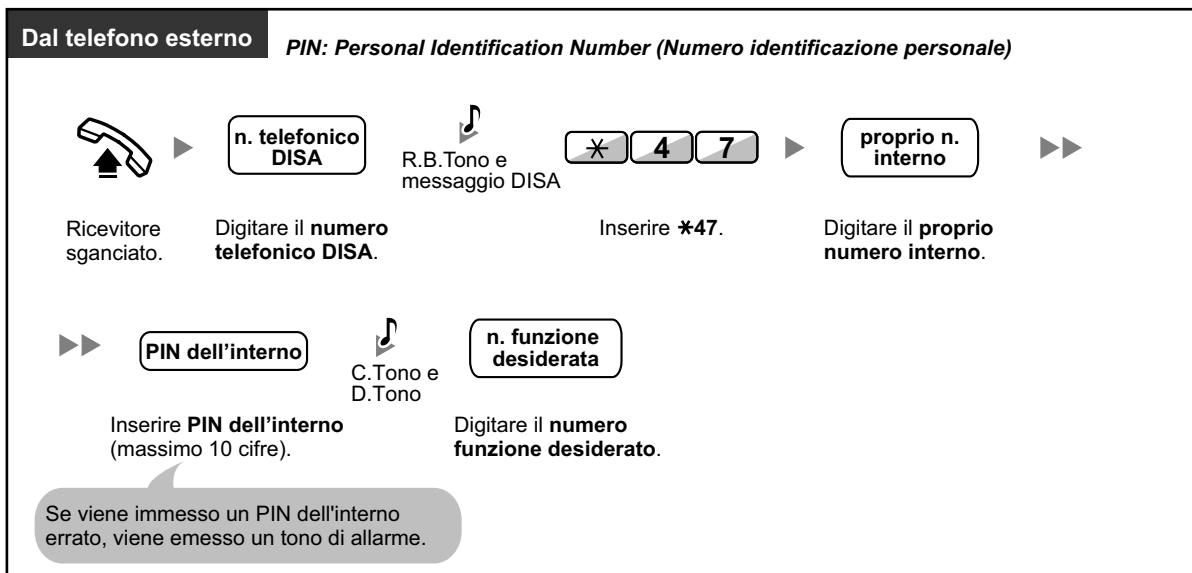 Dal telefono esterno
PIN: Personal Identification Number (Numero identificazione personale)
n. telefonico
DISA
R.B.Tono e
messaggio DISA
* 4 7
proprio n.
interno
Ricevitore
sganciato.
Digitare il numero
telefonico DISA.
Inserire *47.
Digitare il proprio
numero interno.
PIN dell'interno
C.Tono e
D.Tono
n. funzione
desiderata
Inserire PIN dell'interno
(massimo 10 cifre).
Digitare il numero
funzione desiderato.
Se viene immesso un PIN dell'interno
errato, viene emesso un tono di allarme.